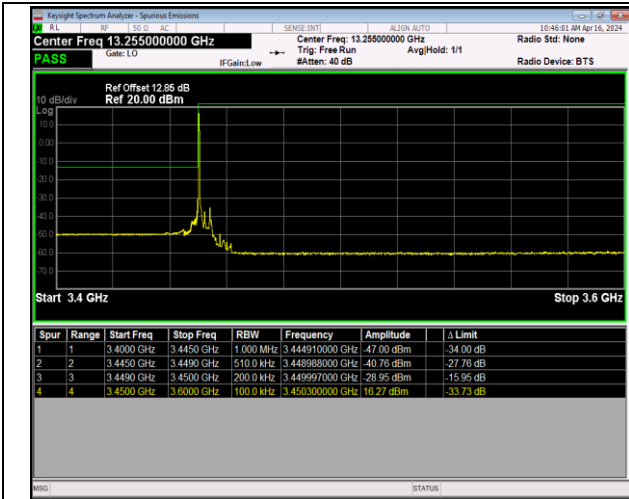 Keysight Spectrum Analyzer - Spurious Emissions
RL RF 50 Ω AC SENSE:INT ALIGN AUTO 10:46:01 AM Apr 16, 2024
Center Freq 13.255000000 GHz Center Freq: 13.255000000 GHz Radio Std: None
Gate: LO Trig: Free Run Avg|Hold: 1/1
PASS IFGain:Low #Atten: 40 dB Radio Device: BTS
Ref Offset 12.85 dB
10 dB/div Ref 20.00 dBm
Log
10.0
0.00
-10.0
-20.0
-30.0
-40.0
-50.0
-60.0
-70.0
Start 3.4 GHz Stop 3.6 GHz
Spur Range Start Freq Stop Freq RBW Frequency Amplitude Δ Limit
1 1 3.4000 GHz 3.4450 GHz 1.000 MHz 3.444910000 GHz -47.00 dBm -34.00 dB
2 2 3.4450 GHz 3.4490 GHz 510.0 kHz 3.448988000 GHz -40.76 dBm -27.76 dB
3 3 3.4490 GHz 3.4500 GHz 200.0 kHz 3.449997000 GHz -28.95 dBm -15.95 dB
4 4 3.4500 GHz 3.6000 GHz 100.0 kHz 3.450300000 GHz 16.27 dBm -33.73 dB
MSG STATUS